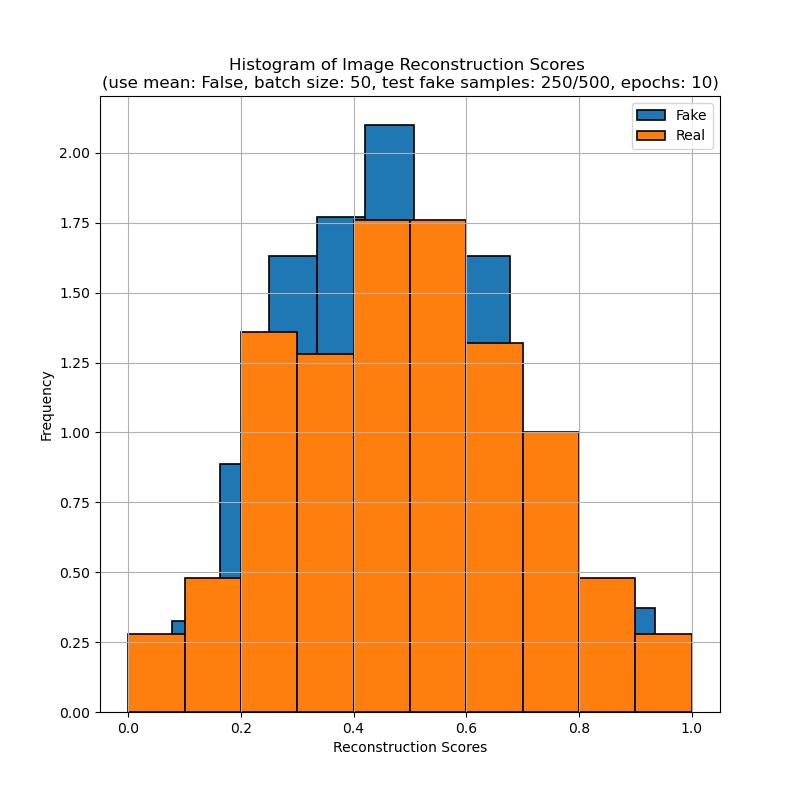 Histogram of Image Reconstruction Scores
(use mean: False, batch size: 50, test fake samples: 250/500, epochs: 10)
Fake
Real
2.00
1.75
1.50
1.25
1.00
0.75
0.50
0.25
0.00
Frequency
0.0 0.2 0.4 0.6 0.8 1.0
Reconstruction Scores